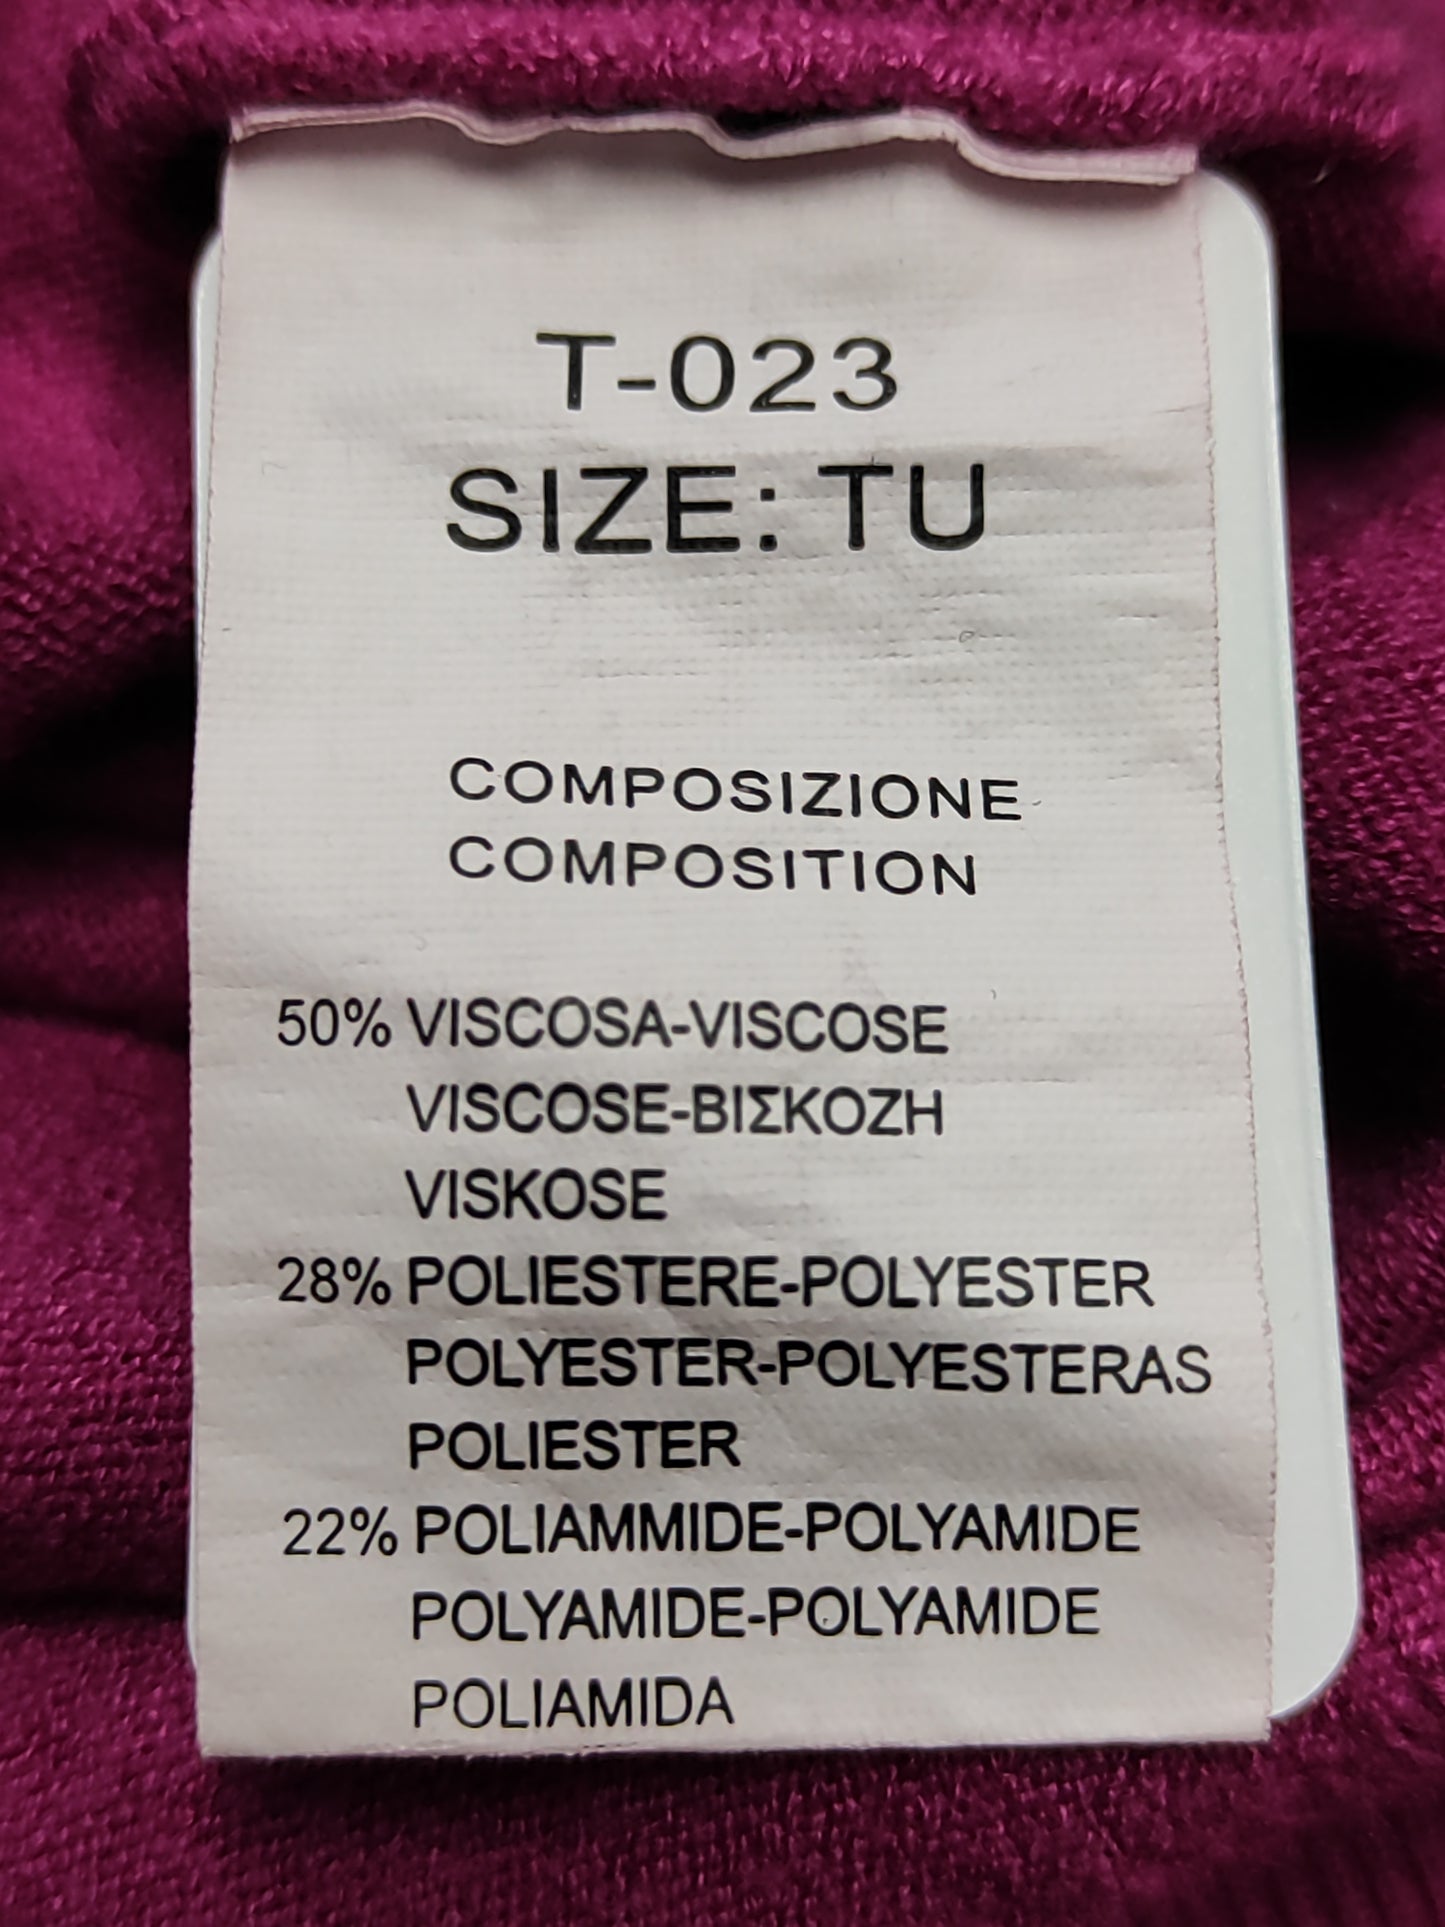 T-023
SIZE: TU
COMPOSIZIONE
COMPOSITION
50% VISCOSA-VISCOSE
VISCOSE-ΒΙΣΚΟΖΗ
VISKOSE
28% POLIESTERE-POLYESTER
POLYESTER-POLYESTERAS
POLIESTER
22% POLIAMMIDE-POLYAMIDE
POLYAMIDE-POLYAMIDE
POLIAMIDA